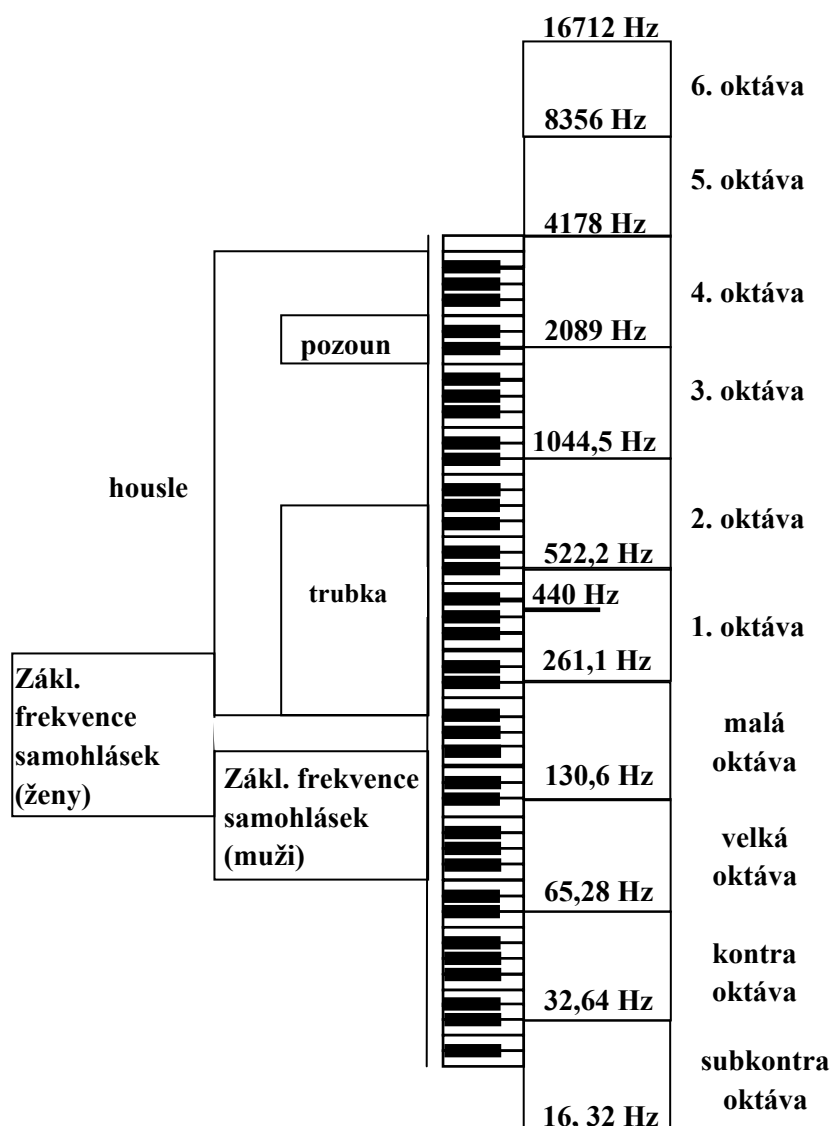 16712 Hz
6. oktáva
8356 Hz
5. oktáva
4178 Hz
4. oktáva
pozoun
2089 Hz
3. oktáva
1044,5 Hz
housle
2. oktáva
522,2 Hz
trubka
440 Hz
1. oktáva
261,1 Hz
Zákl.
frekvence
samohlásek
(ženy)
malá
oktáva
130,6 Hz
Zákl. frekvence
samohlásek
(muži)
velká
oktáva
65,28 Hz
kontra
oktáva
32,64 Hz
subkontra
oktáva
16, 32 Hz